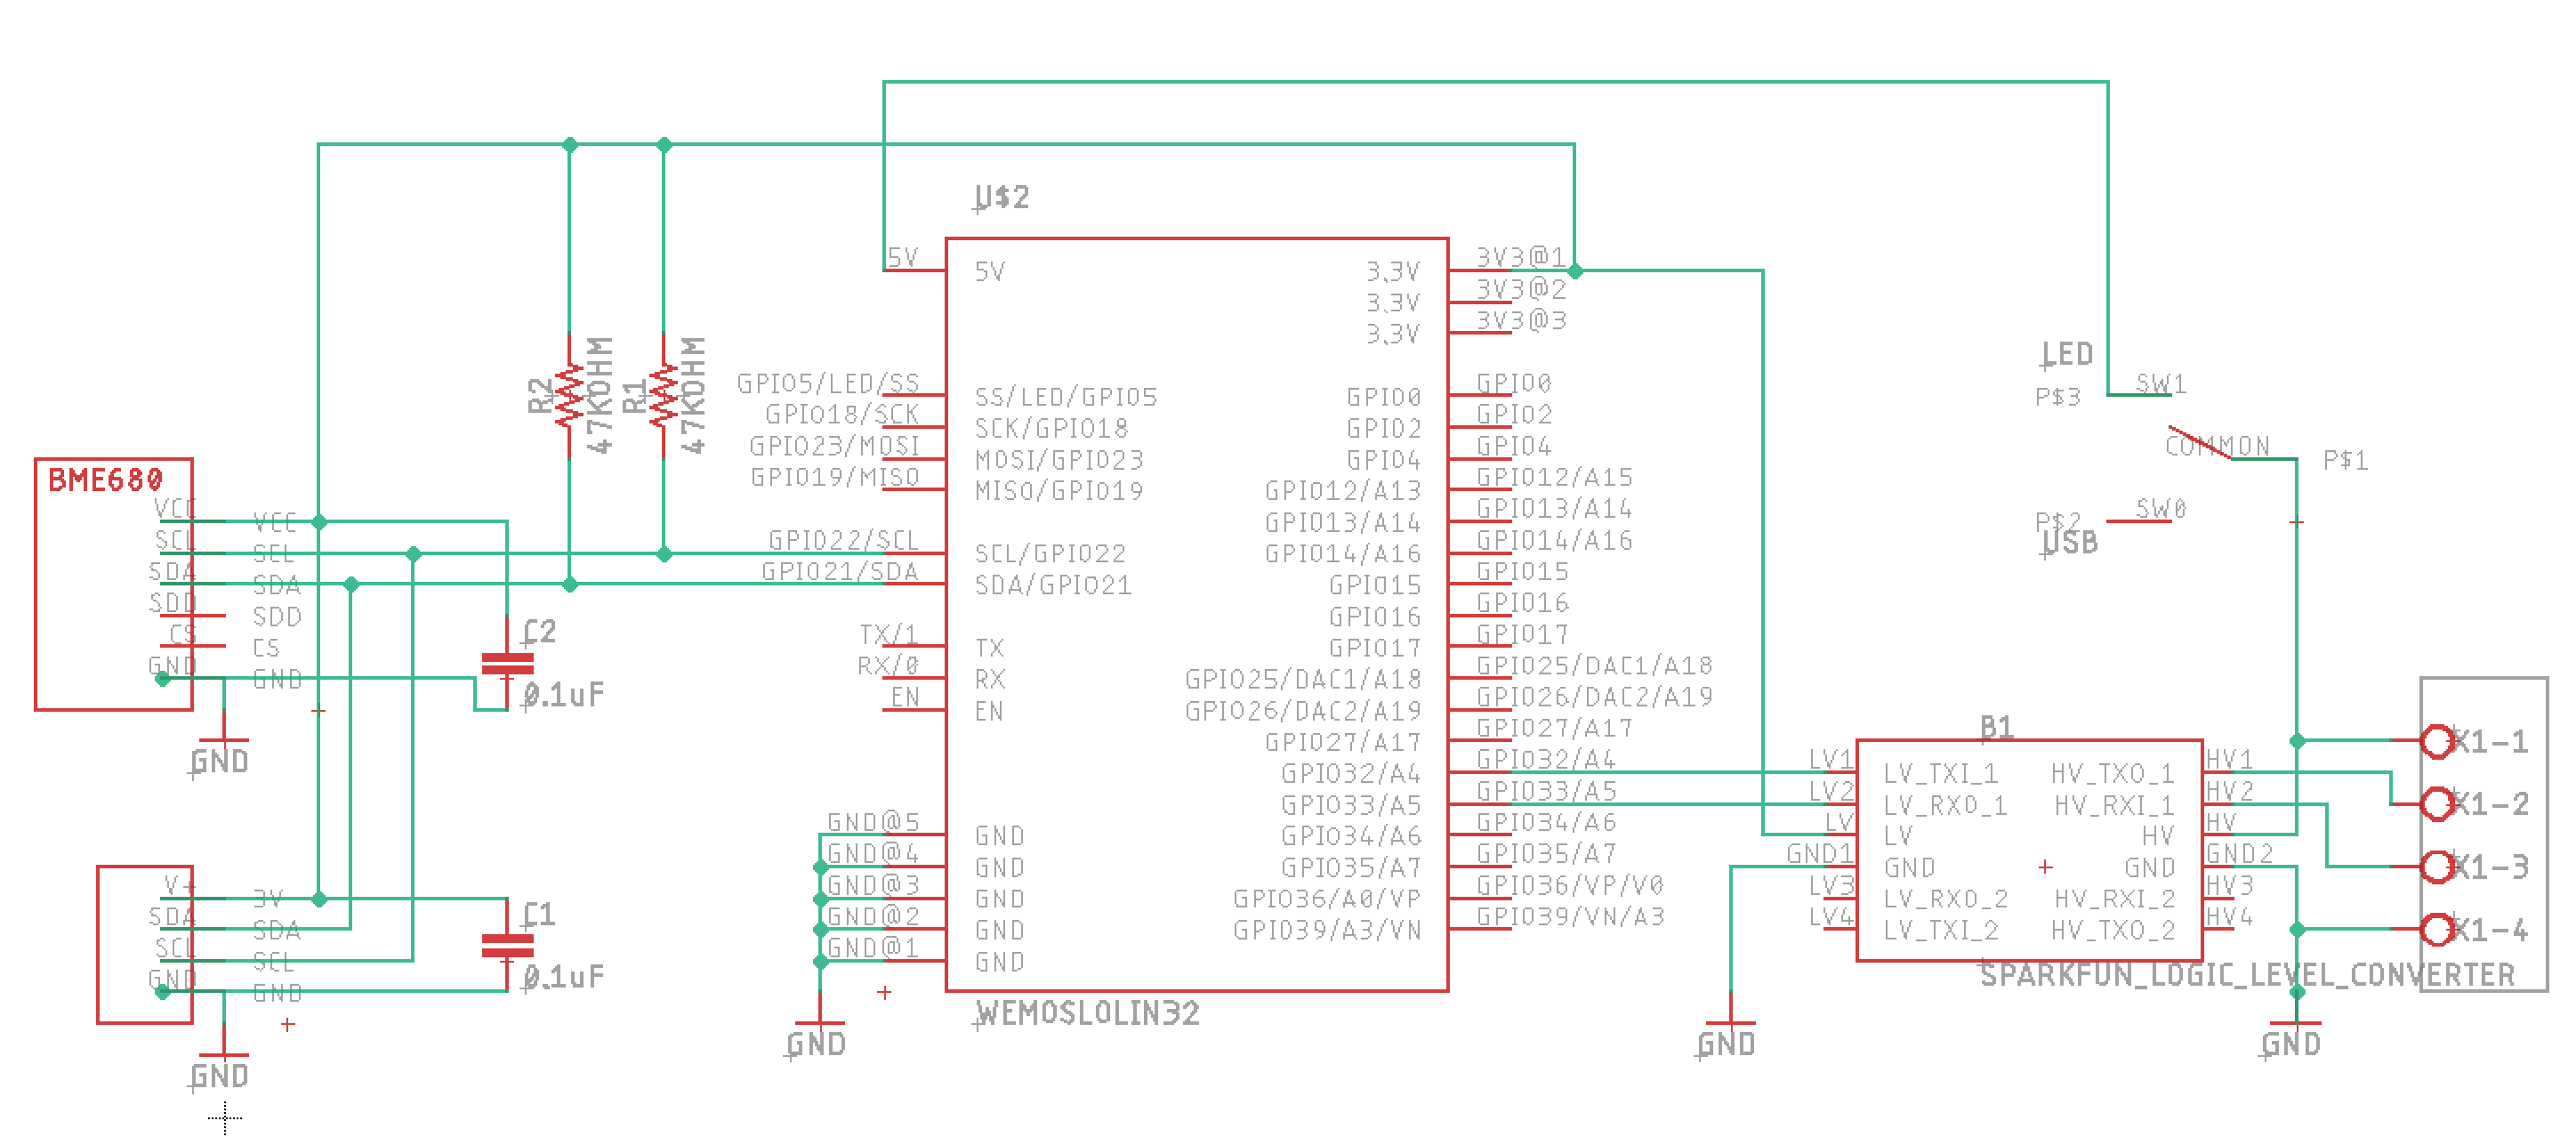 U$2
5V
5V
3.3V
3V3@1
3.3V
3V3@2
3.3V
3V3@3
LED
P$3
SW1
COMMON
P$1
P$2
SW0
USB
R2
47KOHM
R1
47KOHM
GPIO5/LED/SS
SS/LED/GPIO5
GPIO18/SCK
SCK/GPIO18
GPIO23/MOSI
MOSI/GPIO23
GPIO19/MISO
MISO/GPIO19
GPIO22/SCL
SCL/GPIO22
GPIO21/SDA
SDA/GPIO21
TX/1
TX
RX/0
RX
EN
EN
GND@5
GND
GND@4
GND
GND@3
GND
GND@2
GND
GND@1
GND
GND
WEMOSLOLIN32
GPIO0
GPIO0
GPIO2
GPIO2
GPIO4
GPIO4
GPIO12/A13
GPIO12/A15
GPIO13/A14
GPIO13/A14
GPIO14/A16
GPIO14/A16
GPIO15
GPIO15
GPIO16
GPIO16
GPIO17
GPIO17
GPIO25/DAC1/A18
GPIO25/DAC1/A18
GPIO26/DAC2/A19
GPIO26/DAC2/A19
GPIO27/A17
GPIO27/A17
GPIO32/A4
GPIO32/A4
GPIO33/A5
GPIO33/A5
GPIO34/A6
GPIO34/A6
GPIO35/A7
GPIO35/A7
GPIO36/A0/VP
GPIO36/VP/V0
GPIO39/A3/VN
GPIO39/VN/A3
BME680
VCC
VCC
SCL
SCL
SDA
SDA
SDD
SDD
CS
CS
GND
GND
GND
C2
0.1uF
V+
3V
SDA
SDA
SCL
SCL
GND
GND
GND
C1
0.1uF
B1
LV1
LV_TXI_1
HV_TXO_1
HV1
LV2
LV_RXO_1
HV_RXI_1
HV2
LV
LV
HV
HV
GND1
GND
GND
GND2
LV3
LV_RXO_2
HV_RXI_2
HV3
LV4
LV_TXI_2
HV_TXO_2
HV4
SPARKFUN_LOGIC_LEVEL_CONVERTER
GND
GND
X1-1
X1-2
X1-3
X1-4